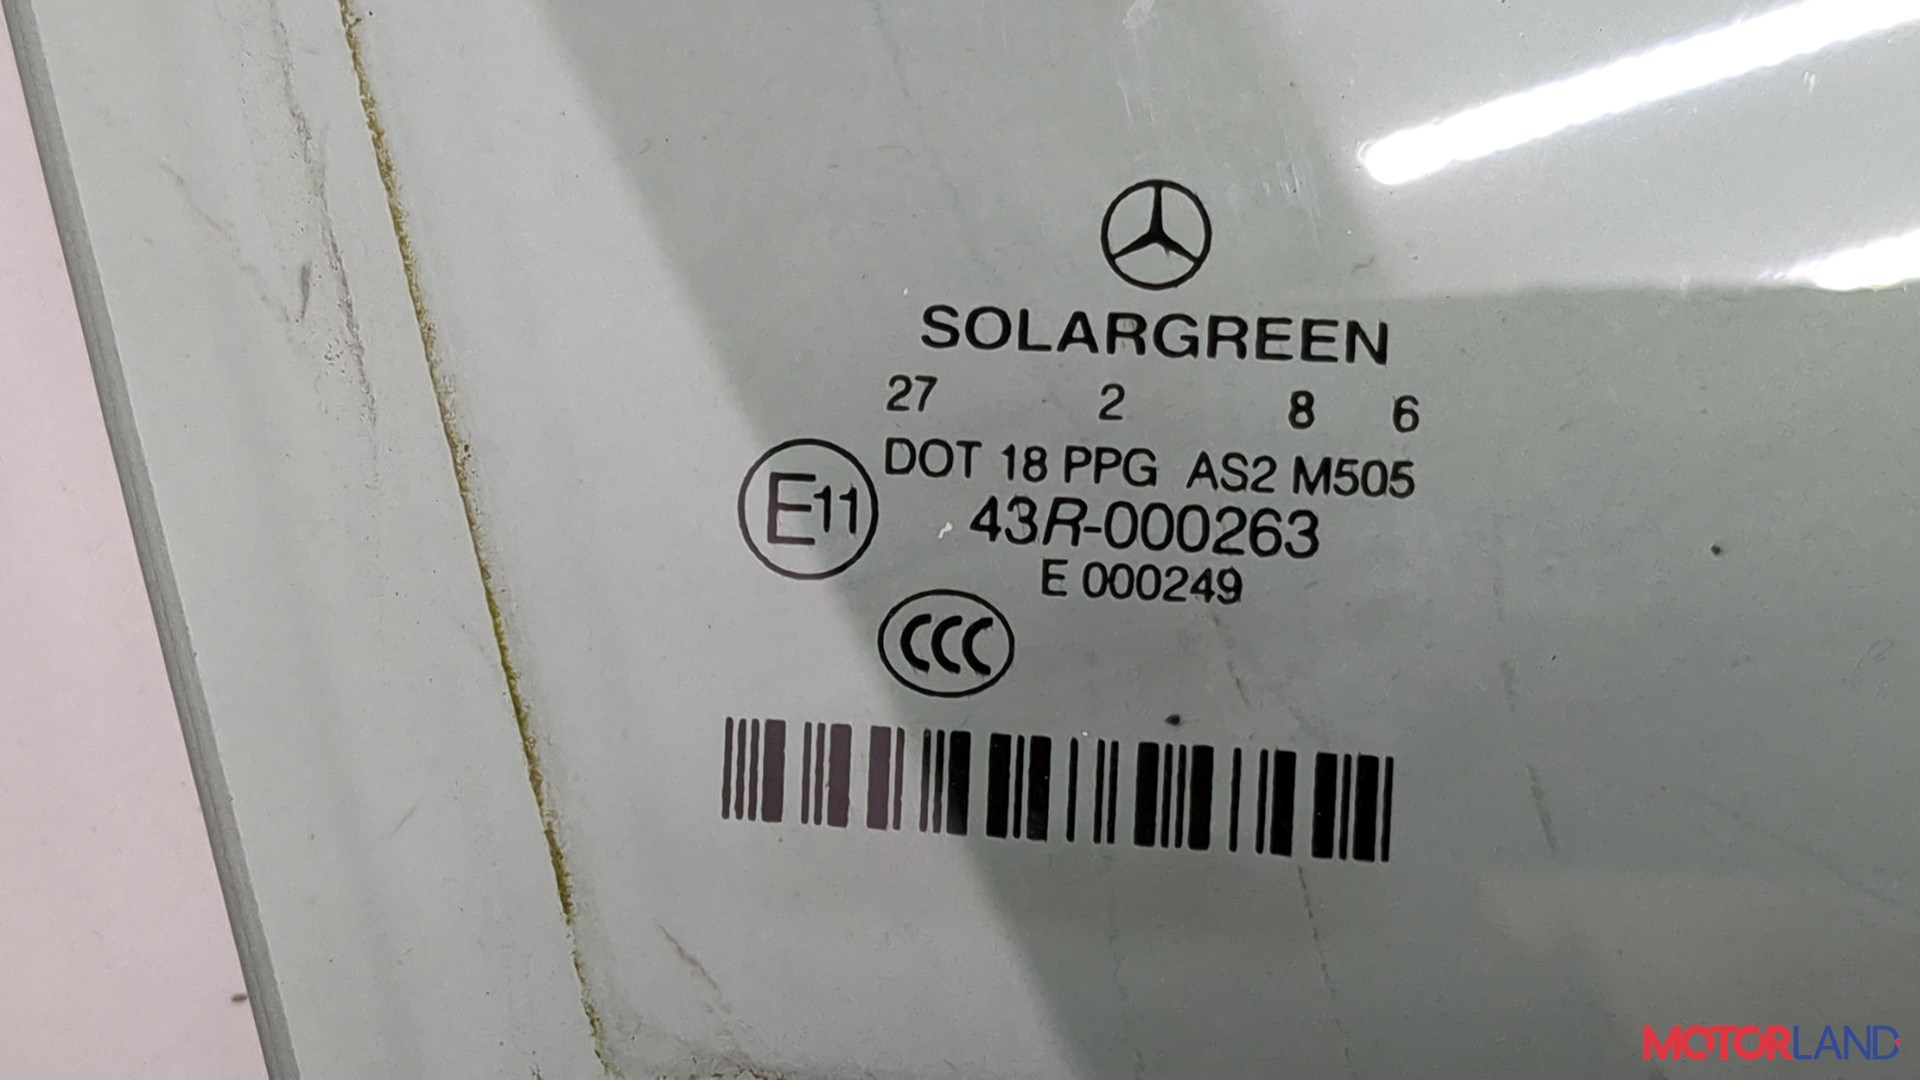 SOLARGREEN
27 2 8 6
DOT 18 PPG AS2 M505
E11
43R-000263
E 000249
CCC
MOTORLAND